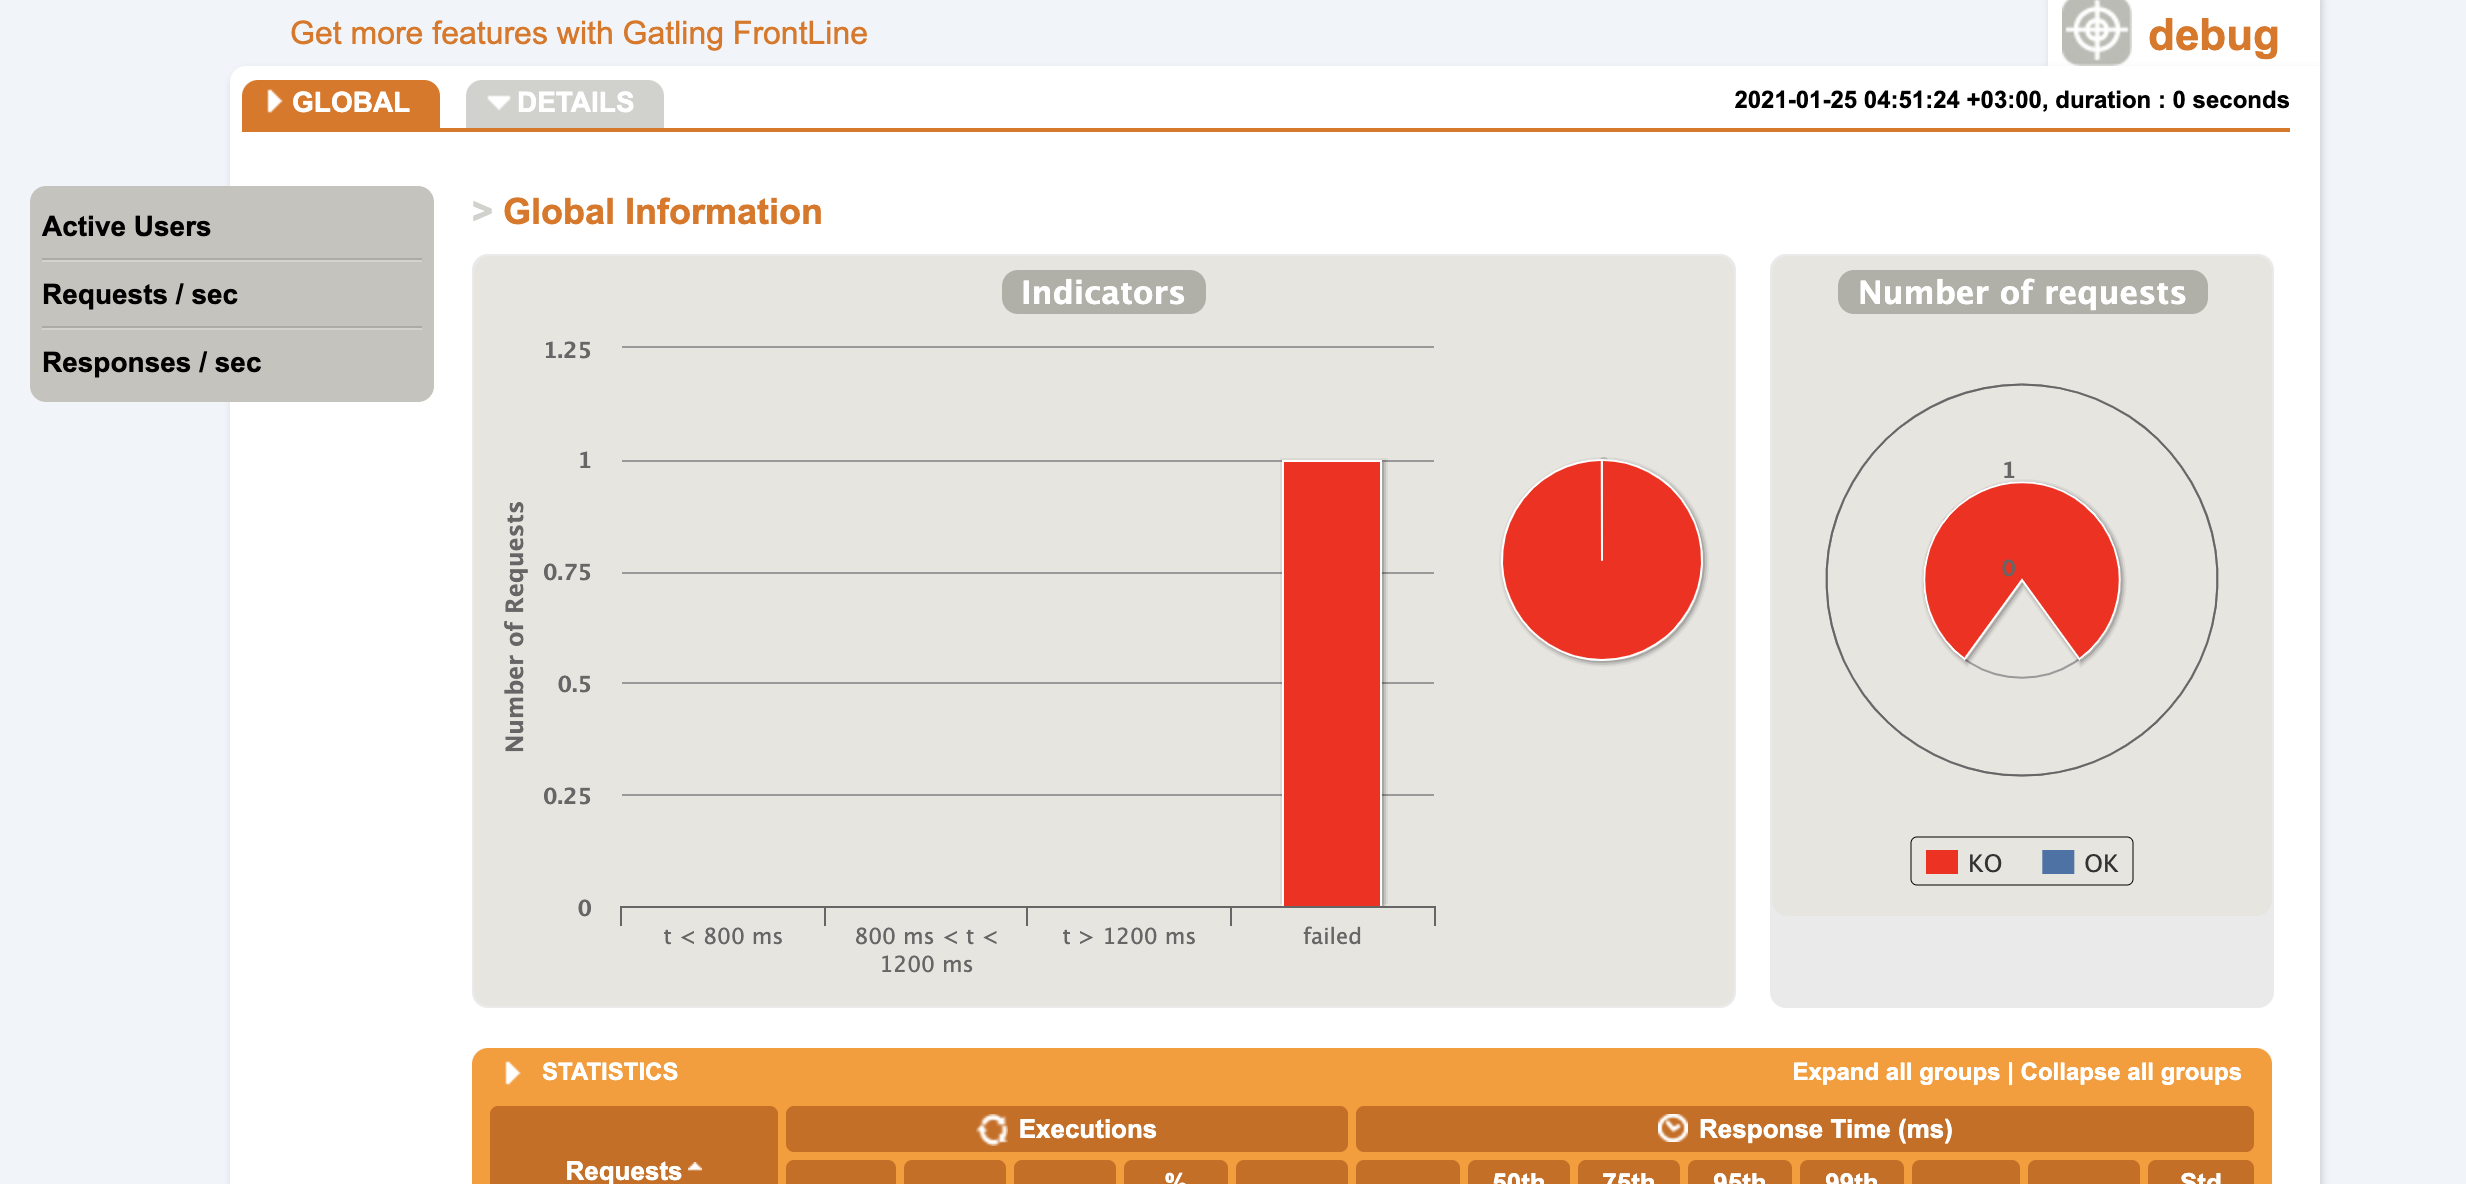 Get more features with Gatling FrontLine
debug
GLOBAL
DETAILS
2021-01-25 04:51:24 +03:00, duration : 0 seconds
Active Users
Requests / sec
Responses / sec
> Global Information
Indicators
1.25
1
0.75
0.5
0.25
0
Number of Requests
t < 800 ms
800 ms < t <
1200 ms
t > 1200 ms
failed
Number of requests
1
0
KO
OK
STATISTICS
Expand all groups | Collapse all groups
Requests
Executions
Response Time (ms)
%
50th
75th
95th
99th
Std